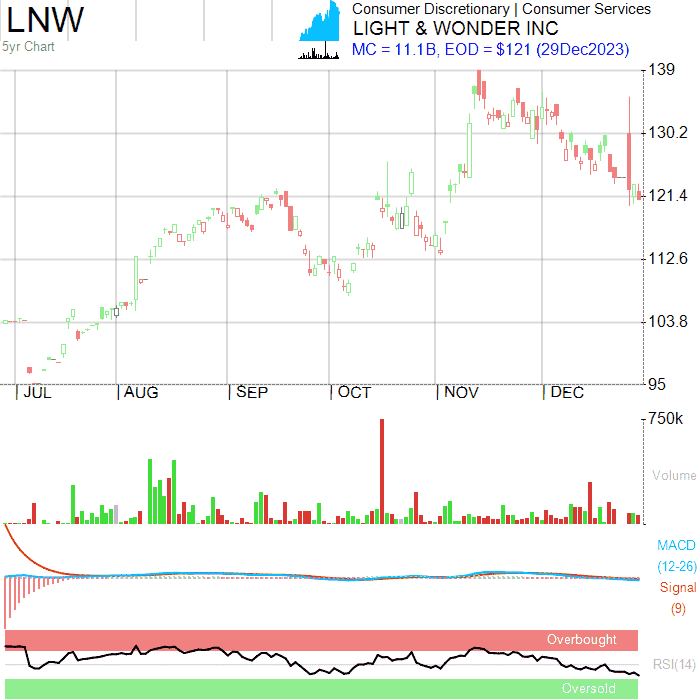 LNW
5yr Chart
Consumer Discretionary | Consumer Services
LIGHT & WONDER INC
MC = 11.1B, EOD = $121 (29Dec2023)
139
130.2
121.4
112.6
103.8
95
JUL
AUG
SEP
OCT
NOV
DEC
750k
Volume
MACD
(12-26)
Signal
(9)
Overbought
RSI(14)
Oversold